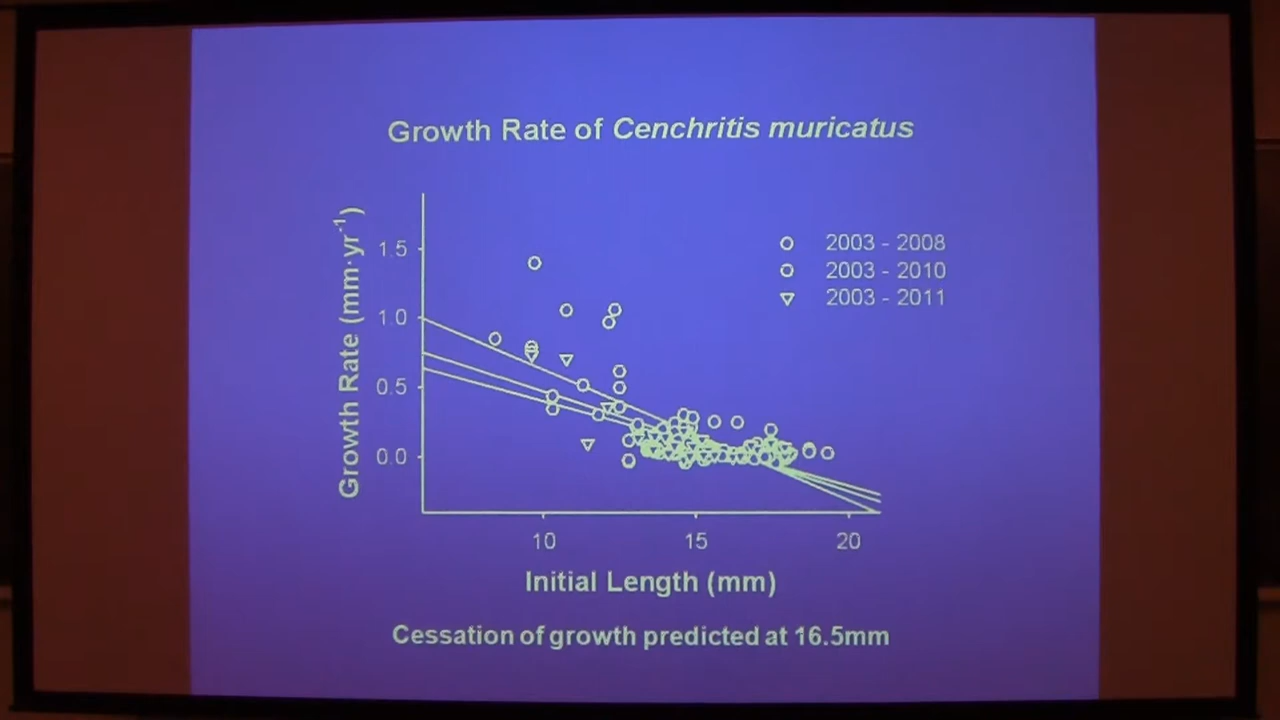 Growth Rate of Cenchritis muricatus
Growth Rate (mm·yr⁻¹)
1.5
1.0
0.5
0.0
2003 - 2008
2003 - 2010
2003 - 2011
10
15
20
Initial Length (mm)
Cessation of growth predicted at 16.5mm